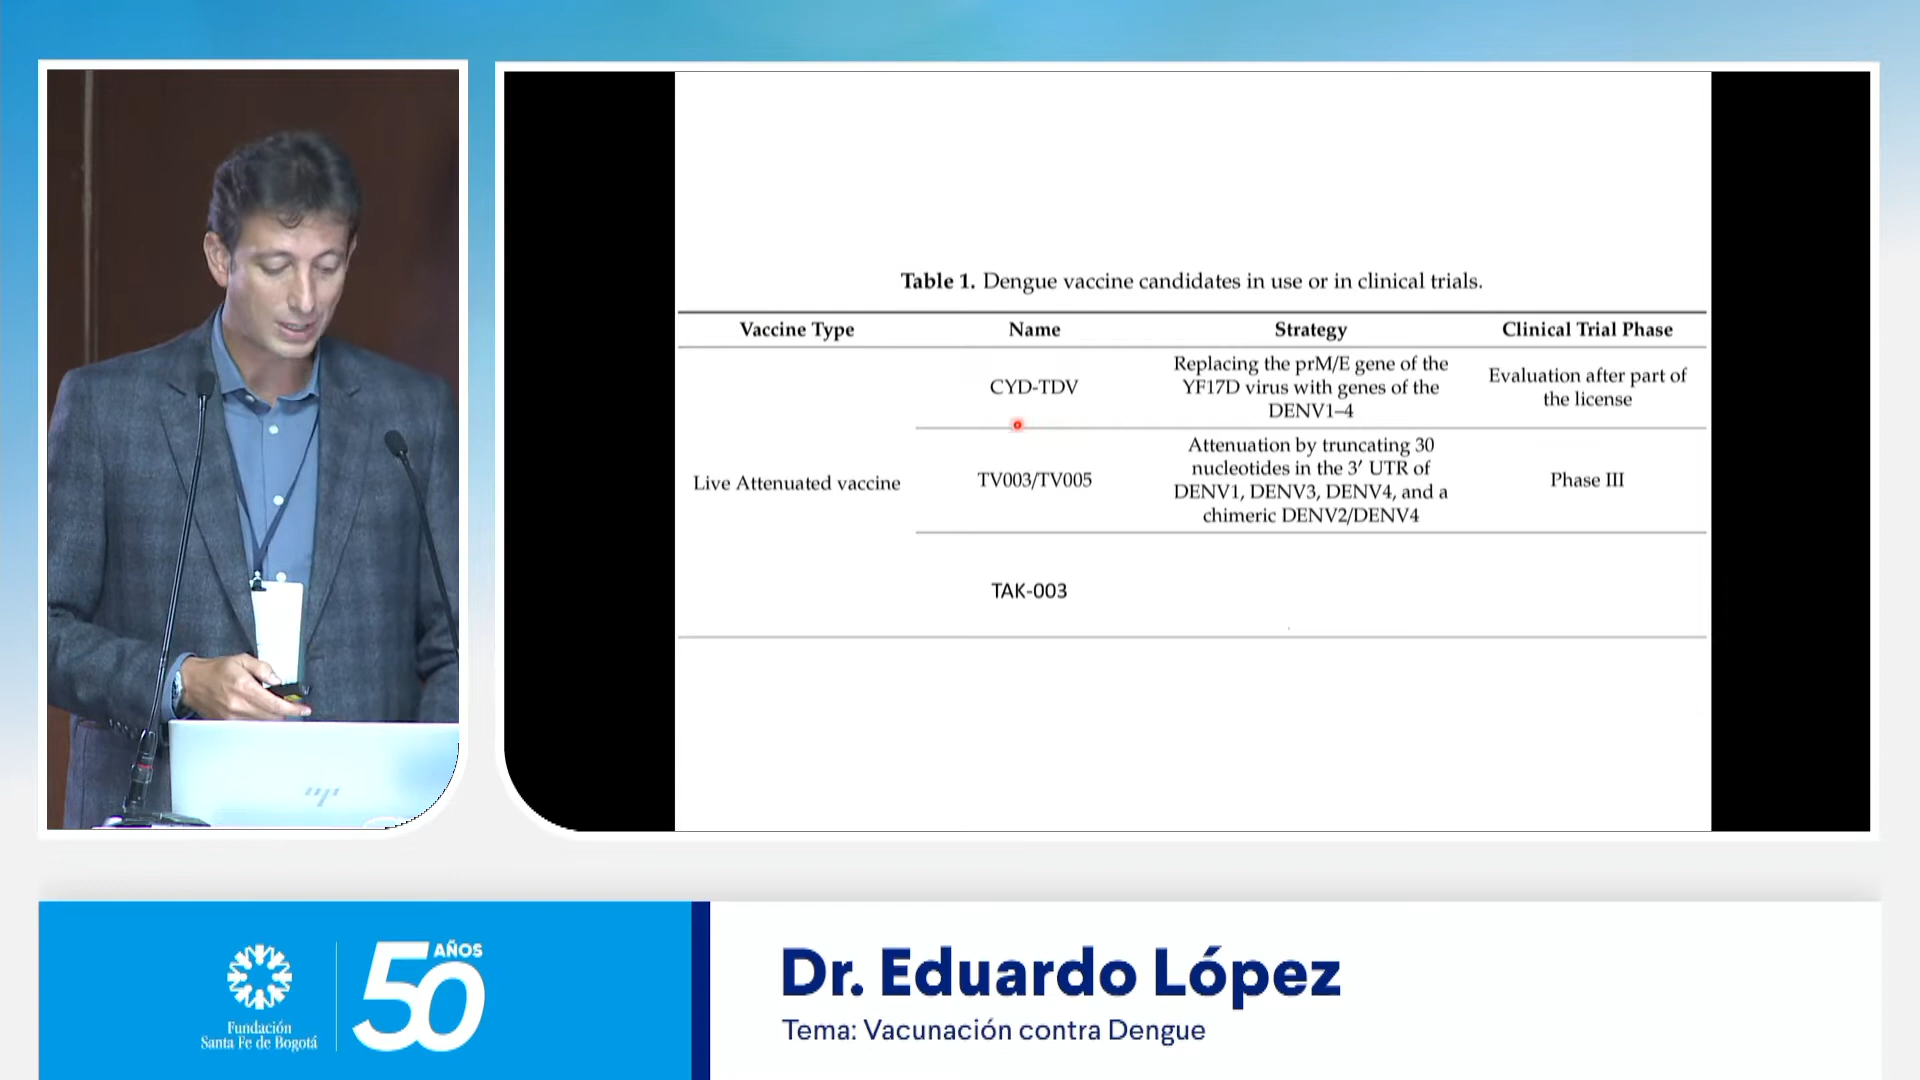 Table 1. Dengue vaccine candidates in use or in clinical trials.
Vaccine Type Name Strategy Clinical Trial Phase
Live Attenuated vaccine
CYD-TDV
Replacing the prM/E gene of the
YF17D virus with genes of the
DENV1–4
Evaluation after part of
the license
TV003/TV005
Attenuation by truncating 30
nucleotides in the 3′ UTR of
DENV1, DENV3, DENV4, and a
chimeric DENV2/DENV4
Phase III
TAK-003
hp
Fundación
Santa Fe de Bogotá
50 AÑOS
Dr. Eduardo López
Tema: Vacunación contra Dengue